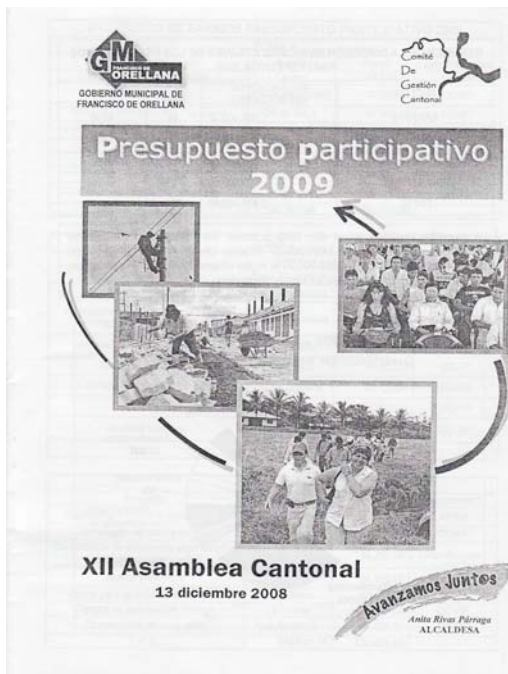 GM
FRANCISCO DE
ORELLANA
GOBIERNO MUNICIPAL DE
FRANCISCO DE ORELLANA
Comité
De
Gestión
Cantonal
Presupuesto participativo
2009
XII Asamblea Cantonal
13 diciembre 2008
Avanzamos Junt@s
Anita Rivas Párraga
ALCALDESA